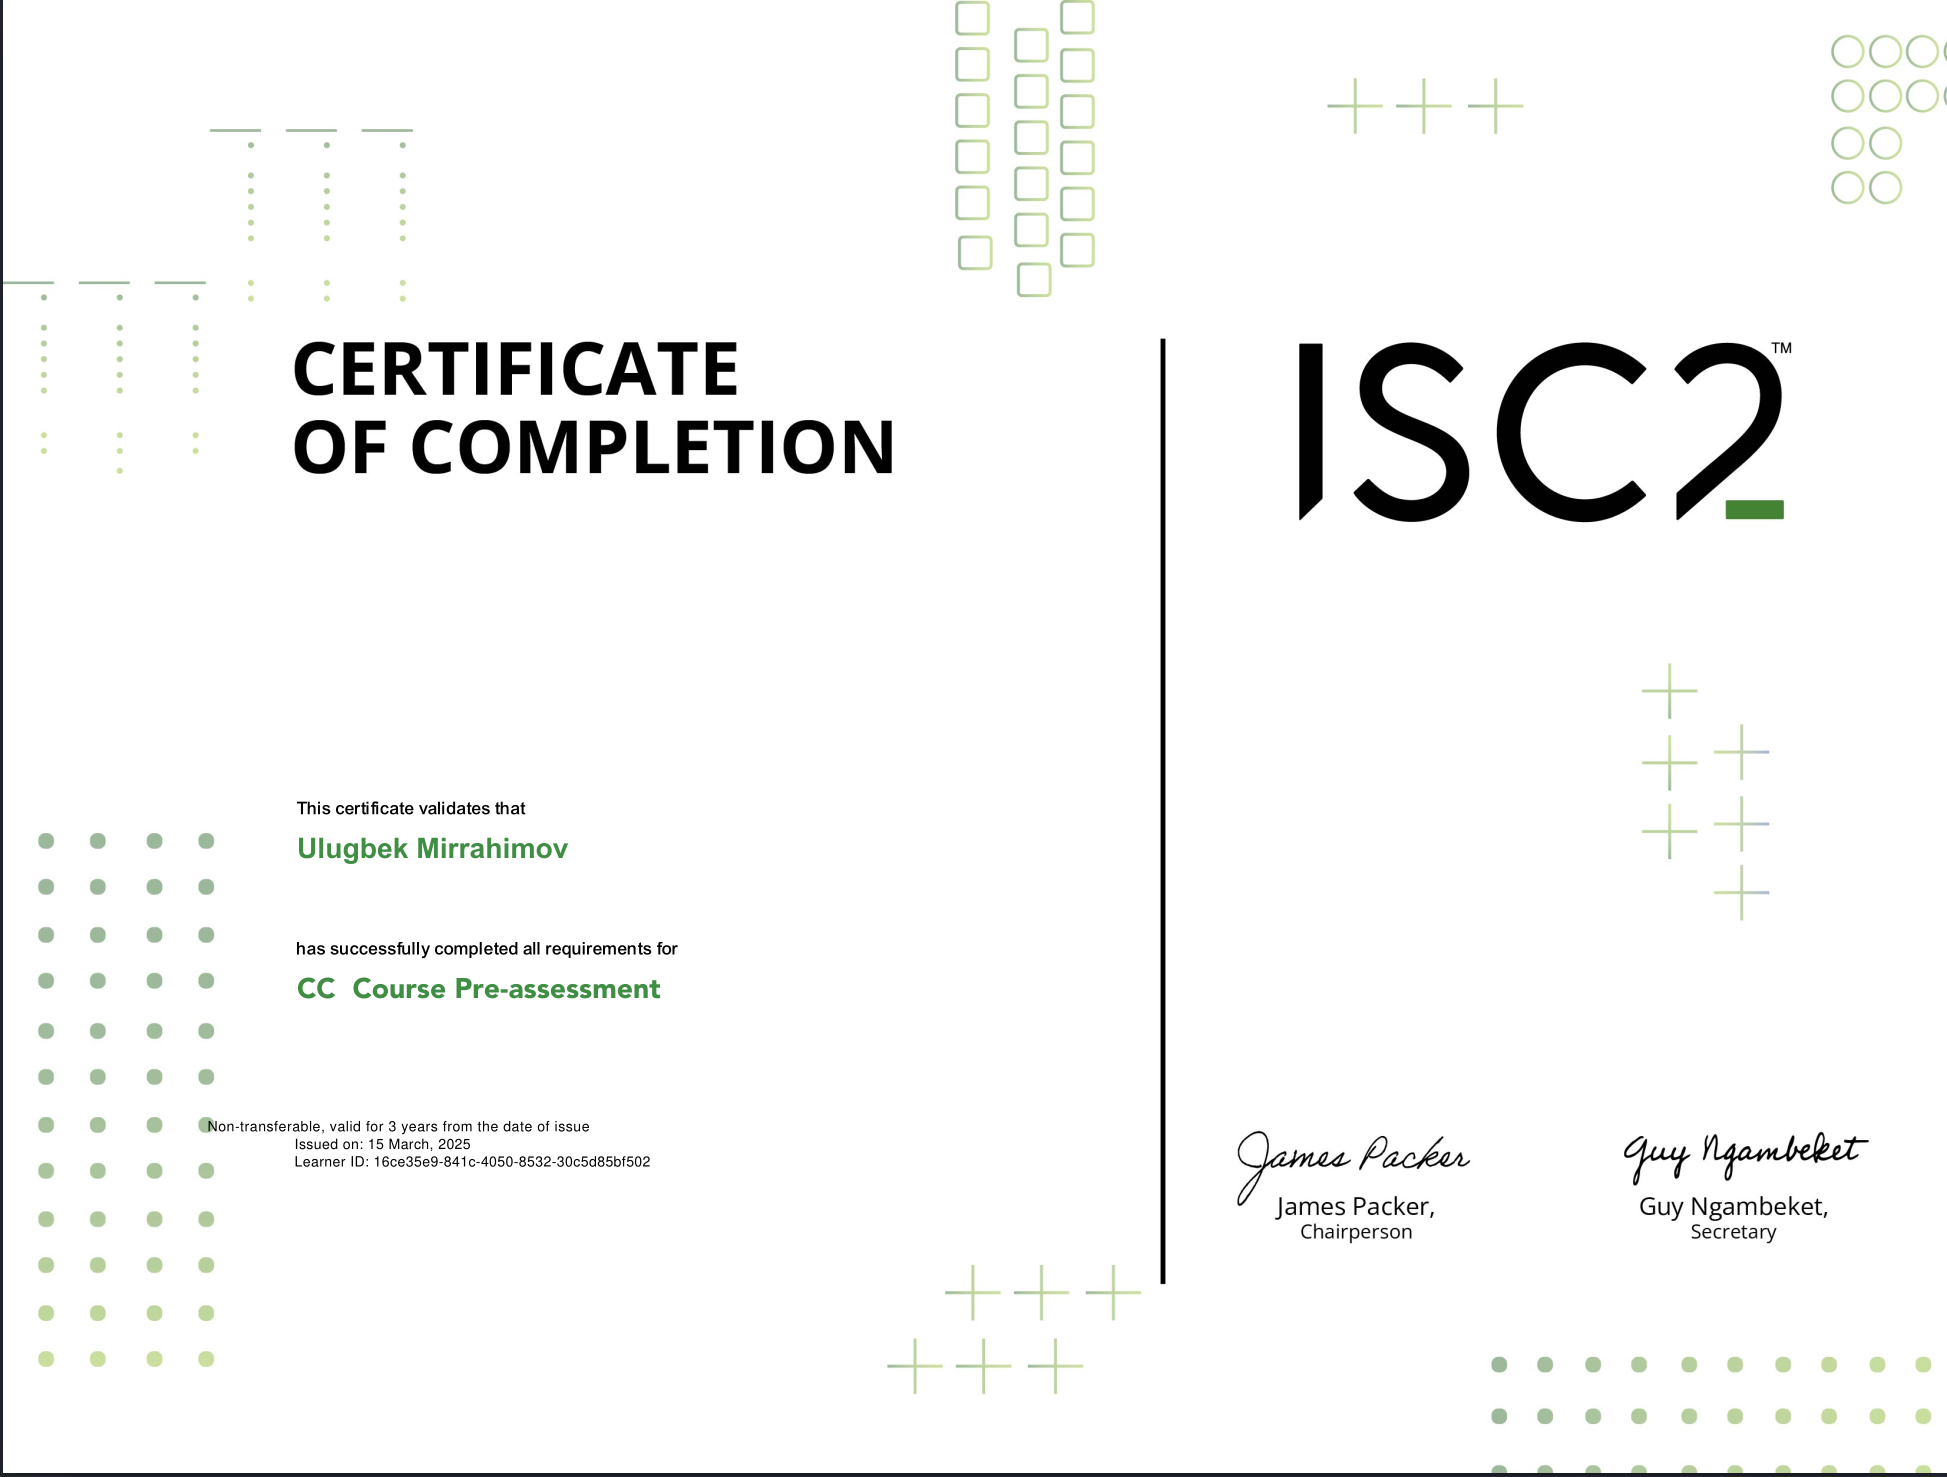 CERTIFICATE
OF COMPLETION
ISC2™
This certificate validates that
Ulugbek Mirrahimov
has successfully completed all requirements for
CC  Course Pre-assessment
Non-transferable, valid for 3 years from the date of issue
Issued on: 15 March, 2025
Learner ID: 16ce35e9-841c-4050-8532-30c5d85bf502
James Packer
James Packer,
Chairperson
Guy Ngambeket
Guy Ngambeket,
Secretary